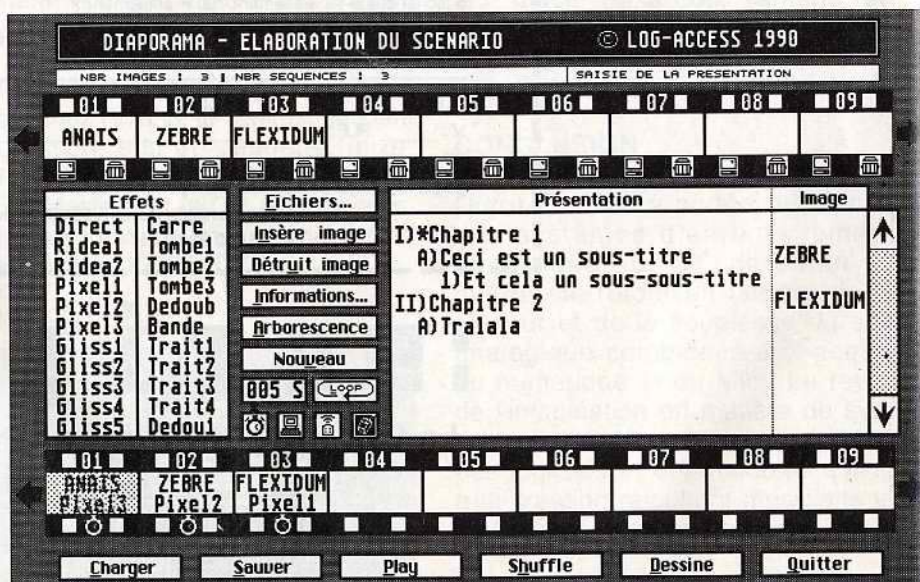 DIAPORAMA - ELABORATION DU SCENARIO © LOG-ACCESS 1990
NBR IMAGES : 3 | NBR SEQUENCES : 3 SAISIE DE LA PRESENTATION
01 02 03 04 05 06 07 08 09
ANAIS ZEBRE FLEXIDUM
Effets
Direct Carre
Ridea1 Tombe1
Ridea2 Tombe2
Pixel1 Tombe3
Pixel2 Dedoub
Pixel3 Bande
Gliss1 Trait1
Gliss2 Trait2
Gliss3 Trait3
Gliss4 Trait4
Gliss5 Dedou1
Fichiers...
Insère image
Détruit image
Informations...
Arborescence
Nouveau
005 S LOOP
Présentation Image
I)*Chapitre 1
A)Ceci est un sous-titre ZEBRE
1)Et cela un sous-sous-titre
II)Chapitre 2 FLEXIDUM
A)Tralala
01 02 03 04 05 06 07 08 09
ANAIS ZEBRE FLEXIDUM
Pixel3 Pixel2 Pixel1
Charger Sauver Play Shuffle Dessine Quitter